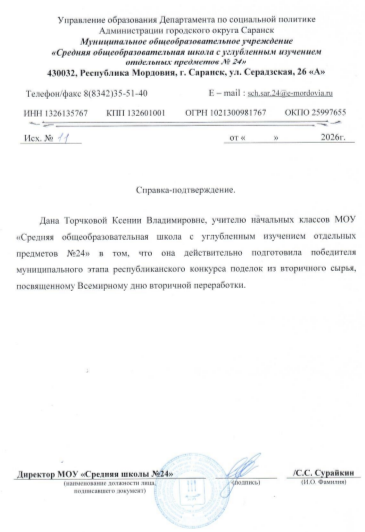 Управление образования Департамента по социальной политике
Администрации городского округа Саранск
Муниципальное общеобразовательное учреждение
«Средняя общеобразовательная школа с углубленным изучением
отдельных предметов № 24»
430032, Республика Мордовия, г. Саранск, ул. Серадзская, 26 «А»
Телефон/факс 8(8342)35-51-40 E – mail : sch.sar.24@e-mordovia.ru
ИНН 1326135767 КПП 132601001 ОГРН 1021300981767 ОКПО 25997655
Исх. № 11 от « » 2026г.
Справка-подтверждение.
Дана Торчковой Ксении Владимировне, учителю начальных классов МОУ
«Средняя общеобразовательная школа с углубленным изучением отдельных
предметов №24» в том, что она действительно подготовила победителя
муниципального этапа республиканского конкурса поделок из вторичного сырья,
посвященному Всемирному дню вторичной переработки.
Директор МОУ «Средняя школы №24» /С.С. Сурайкин
(наименование должности лица, (подпись) (И.О. Фамилия)
подписавшего документ)